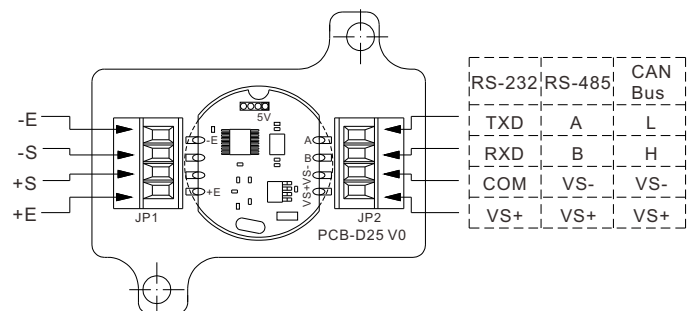 5V
-E
-S
+S
+E
-E
+E
A
B
VS-
VS+
JP1
JP2
PCB-D25 V0
RS-232 RS-485 CAN Bus
TXD A L
RXD B H
COM VS- VS-
VS+ VS+ VS+